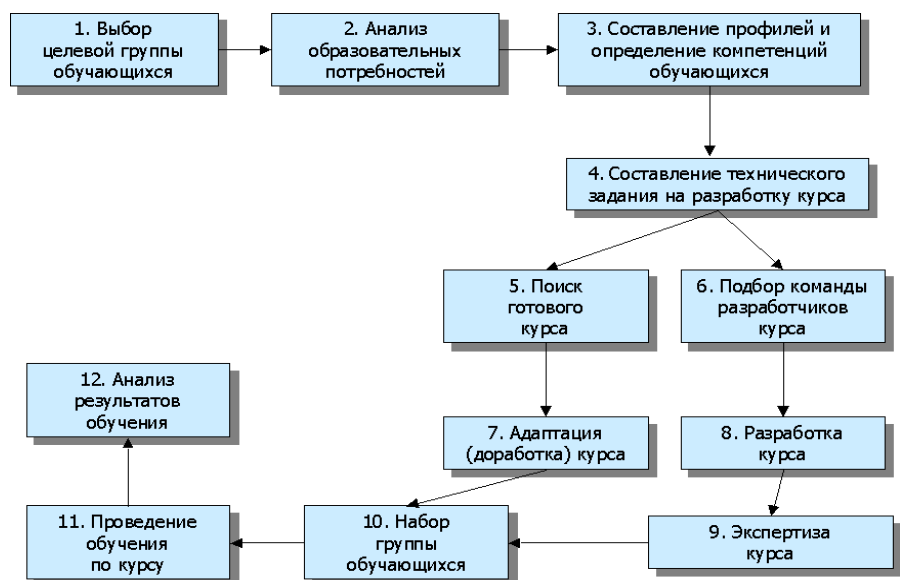 1. Выбор
целевой группы
обучающихся
2. Анализ
образовательных
потребностей
3. Составление профилей и
определение компетенций
обучающихся
4. Составление технического
задания на разработку курса
5. Поиск
готового
курса
6. Подбор команды
разработчиков
курса
12. Анализ
результатов
обучения
7. Адаптация
(доработка) курса
8. Разработка
курса
11. Проведение
обучения
по курсу
10. Набор
группы
обучающихся
9. Экспертиза
курса